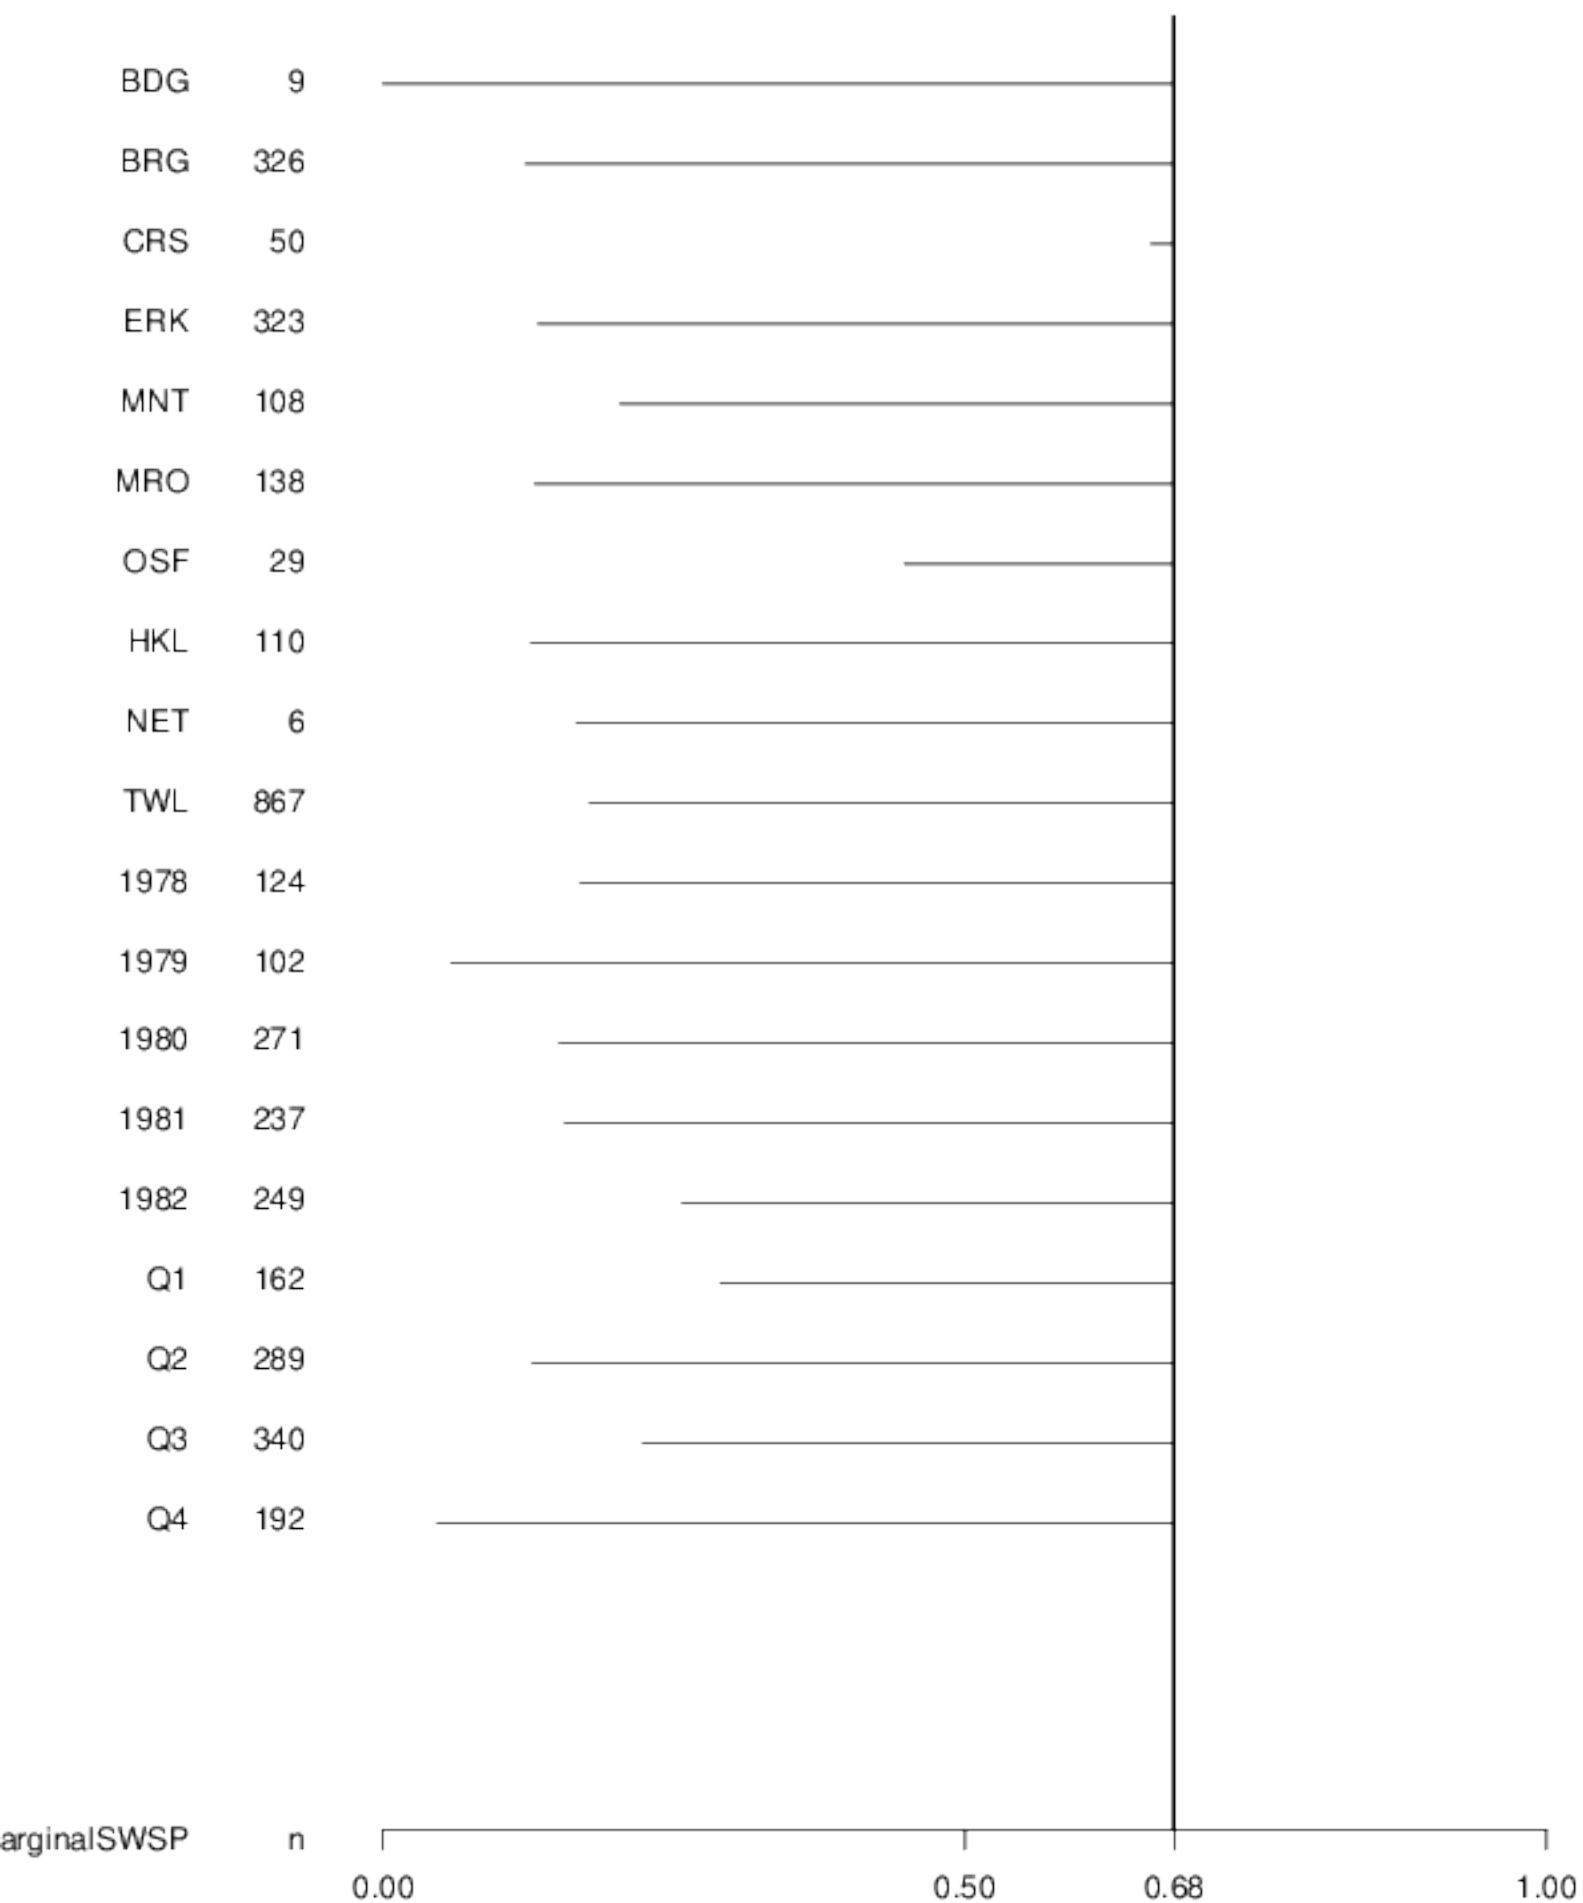 BDG 9
BRG 326
CRS 50
ERK 323
MNT 108
MRO 138
OSF 29
HKL 110
NET 6
TWL 867
1978 124
1979 102
1980 271
1981 237
1982 249
Q1 162
Q2 289
Q3 340
Q4 192
arginalSWSP n
0.00 0.50 0.68 1.00